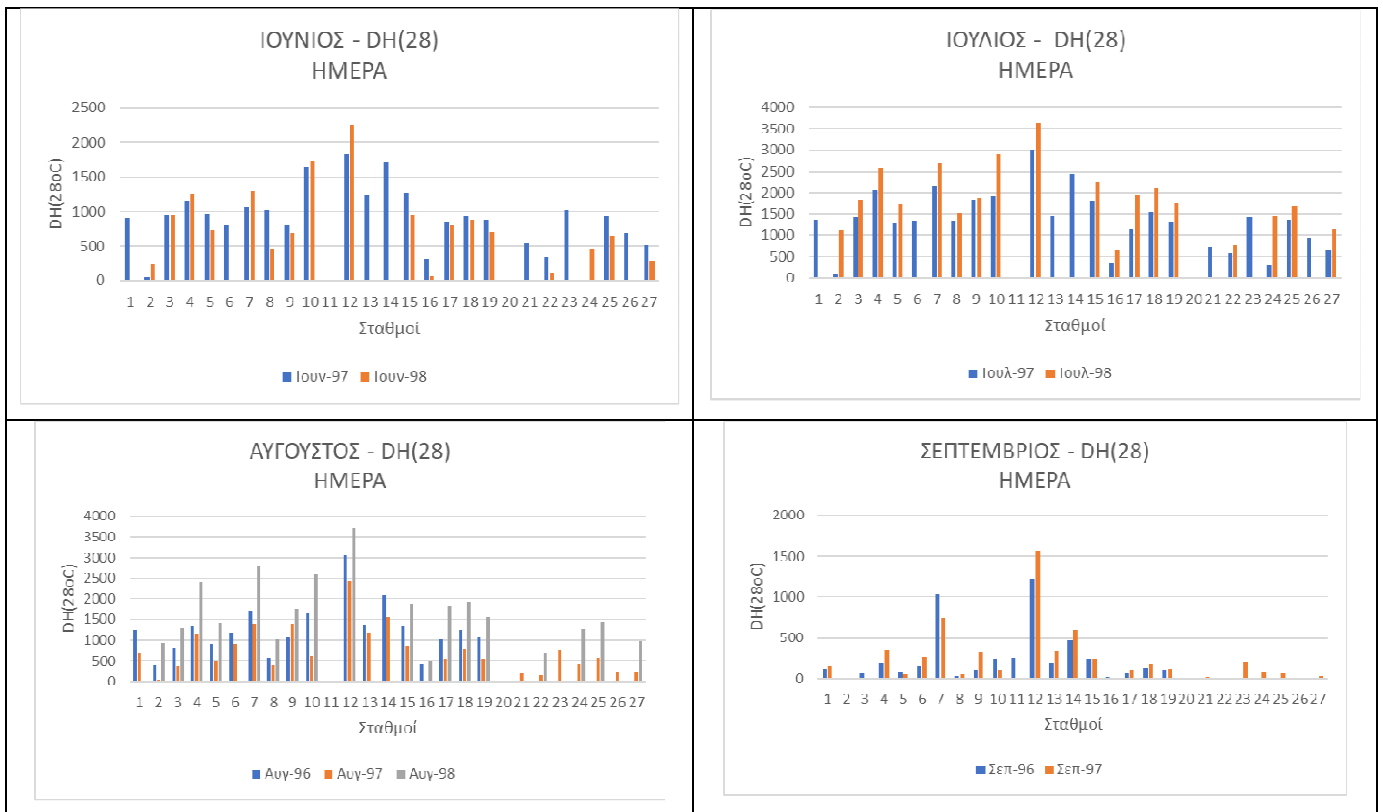 ΙΟΥΝΙΟΣ - DH(28)
ΗΜΕΡΑ
2500
2000
1500
1000
500
0
DH(28οC)
1 2 3 4 5 6 7 8 9 10 11 12 13 14 15 16 17 18 19 20 21 22 23 24 25 26 27
Σταθμοί
Ιουν-97 Ιουν-98
ΙΟΥΛΙΟΣ - DH(28)
ΗΜΕΡΑ
4000
3500
3000
2500
2000
1500
1000
500
0
DH(28οC)
1 2 3 4 5 6 7 8 9 10 11 12 13 14 15 16 17 18 19 20 21 22 23 24 25 26 27
Σταθμοί
Ιουλ-97 Ιουλ-98
ΑΥΓΟΥΣΤΟΣ - DH(28)
ΗΜΕΡΑ
4000
3500
3000
2500
2000
1500
1000
500
0
DH(28οC)
1 2 3 4 5 6 7 8 9 10 11 12 13 14 15 16 17 18 19 20 21 22 23 24 25 26 27
Σταθμοί
Αυγ-96 Αυγ-97 Αυγ-98
ΣΕΠΤΕΜΒΡΙΟΣ - DH(28)
ΗΜΕΡΑ
2000
1500
1000
500
0
DH(28οC)
1 2 3 4 5 6 7 8 9 10 11 12 13 14 15 16 17 18 19 20 21 22 23 24 25 26 27
Σταθμοί
Σεπ-96 Σεπ-97